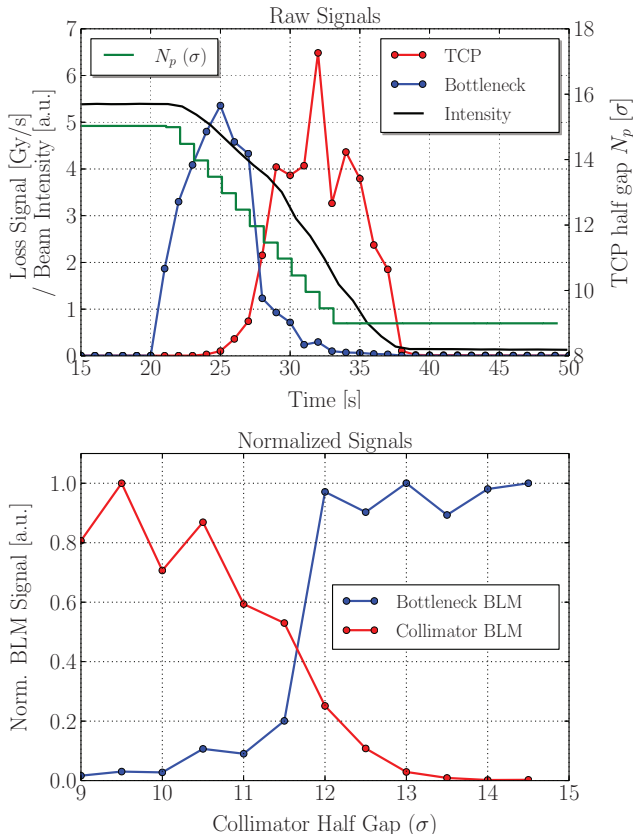 Raw Signals
7
6
5
4
3
2
1
0
Loss Signal [Gy/s]
/ Beam Intensity [a.u.]
N_p (σ)
TCP
Bottleneck
Intensity
18
16
14
12
10
8
TCP half gap N_p [σ]
15 20 25 30 35 40 45 50
Time [s]
Normalized Signals
1.0
0.8
0.6
0.4
0.2
0.0
Norm. BLM Signal [a.u.]
Bottleneck BLM
Collimator BLM
9 10 11 12 13 14 15
Collimator Half Gap (σ)